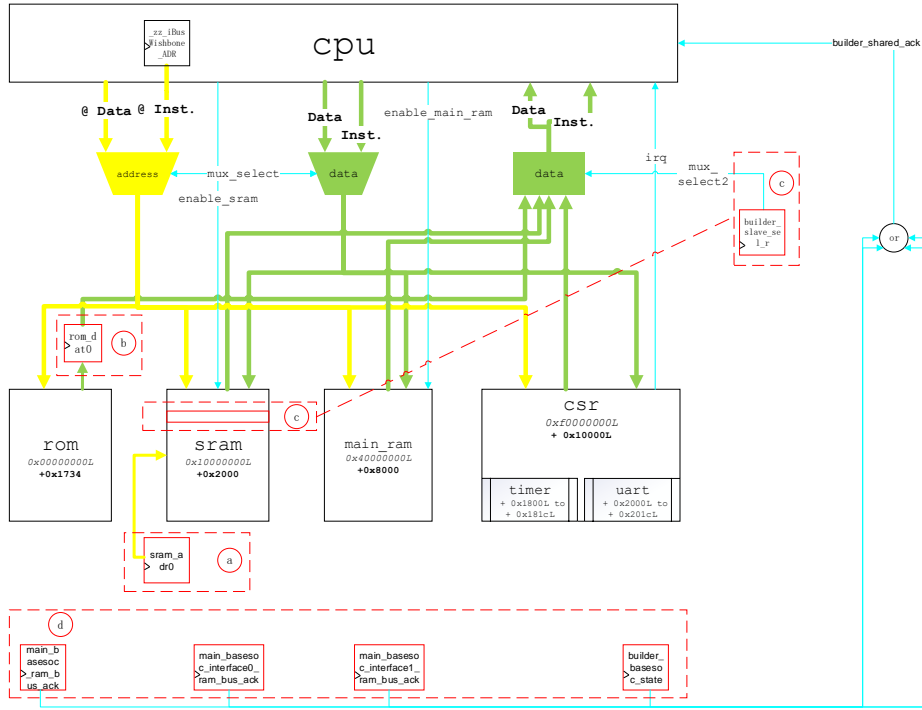 _zz_iBus
Wishbone
_ADR
cpu
builder_shared_ack
@ Data
@ Inst.
Data
Inst.
enable_main_ram
Data
Inst.
irq
mux_
select2
c
address
mux_select
data
data
enable_sram
builder_
slave_se
l_r
or
rom_d
at0
b
c
rom
0x00000000L
+0x1734
sram
0x10000000L
+0x2000
main_ram
0x40000000L
+0x8000
csr
0xf0000000L
+ 0x10000L
timer
+ 0x1800L to
+ 0x181cL
uart
+ 0x2000L to
+ 0x201cL
sram_a
dr0
a
d
main_b
asesoc
_ram_b
us_ack
main_baseso
c_interface0_
ram_bus_ack
main_baseso
c_interface1_
ram_bus_ack
builder_
baseso
c_state